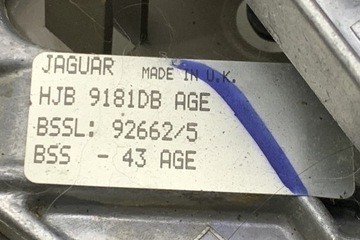 JAGUAR MADE IN U.K.
HJB 9181DB AGE
BSSL: 92662/5
BSS - 43 AGE